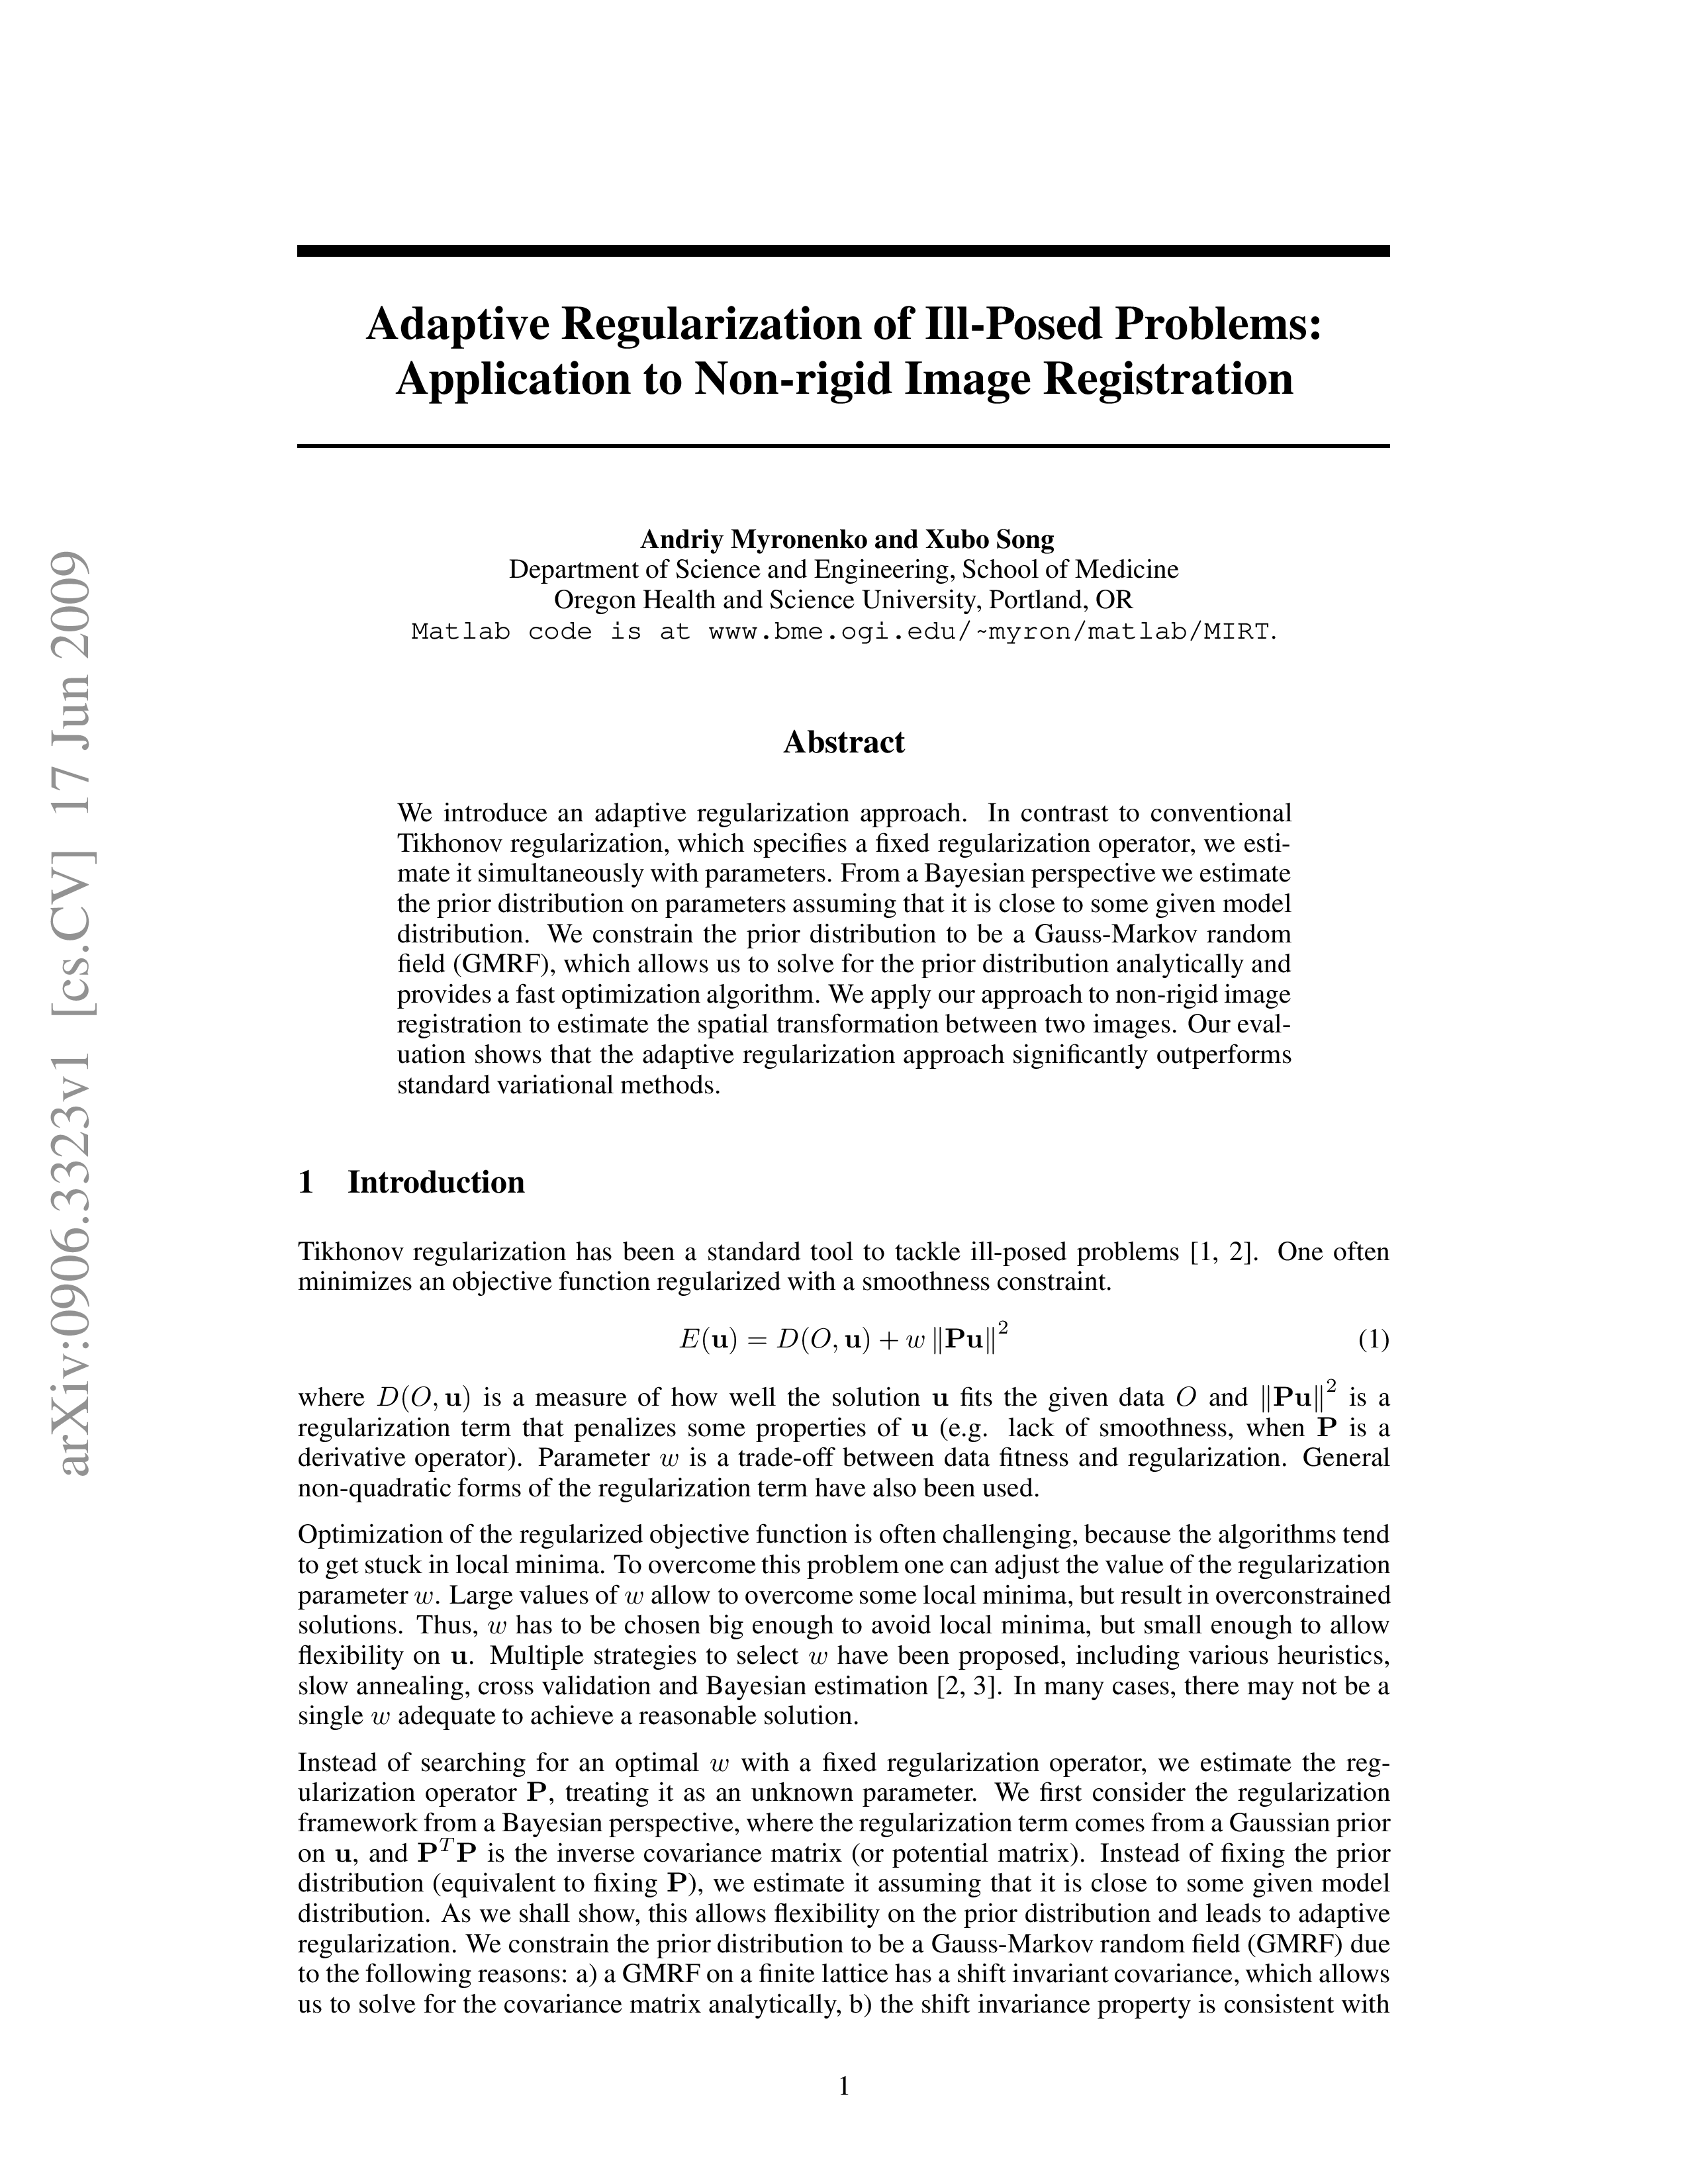 arXiv:0906.3323v1 [cs.CV] 17 Jun 2009
Adaptive Regularization of Ill-Posed Problems:
Application to Non-rigid Image Registration
Andriy Myronenko and Xubo Song
Department of Science and Engineering, School of Medicine
Oregon Health and Science University, Portland, OR
Matlab code is at www.bme.ogi.edu/~myron/matlab/MIRT.
Abstract
We introduce an adaptive regularization approach. In contrast to conventional
Tikhonov regularization, which specifies a fixed regularization operator, we esti-
mate it simultaneously with parameters. From a Bayesian perspective we estimate
the prior distribution on parameters assuming that it is close to some given model
distribution. We constrain the prior distribution to be a Gauss-Markov random
field (GMRF), which allows us to solve for the prior distribution analytically and
provides a fast optimization algorithm. We apply our approach to non-rigid image
registration to estimate the spatial transformation between two images. Our eval-
uation shows that the adaptive regularization approach significantly outperforms
standard variational methods.
1 Introduction
Tikhonov regularization has been a standard tool to tackle ill-posed problems [1, 2]. One often
minimizes an objective function regularized with a smoothness constraint.
E(u) = D(O, u) + w ‖Pu‖² (1)
where D(O, u) is a measure of how well the solution u fits the given data O and ‖Pu‖² is a
regularization term that penalizes some properties of u (e.g. lack of smoothness, when P is a
derivative operator). Parameter w is a trade-off between data fitness and regularization. General
non-quadratic forms of the regularization term have also been used.
Optimization of the regularized objective function is often challenging, because the algorithms tend
to get stuck in local minima. To overcome this problem one can adjust the value of the regularization
parameter w. Large values of w allow to overcome some local minima, but result in overconstrained
solutions. Thus, w has to be chosen big enough to avoid local minima, but small enough to allow
flexibility on u. Multiple strategies to select w have been proposed, including various heuristics,
slow annealing, cross validation and Bayesian estimation [2, 3]. In many cases, there may not be a
single w adequate to achieve a reasonable solution.
Instead of searching for an optimal w with a fixed regularization operator, we estimate the reg-
ularization operator P, treating it as an unknown parameter. We first consider the regularization
framework from a Bayesian perspective, where the regularization term comes from a Gaussian prior
on u, and PᵀP is the inverse covariance matrix (or potential matrix). Instead of fixing the prior
distribution (equivalent to fixing P), we estimate it assuming that it is close to some given model
distribution. As we shall show, this allows flexibility on the prior distribution and leads to adaptive
regularization. We constrain the prior distribution to be a Gauss-Markov random field (GMRF) due
to the following reasons: a) a GMRF on a finite lattice has a shift invariant covariance, which allows
us to solve for the covariance matrix analytically, b) the shift invariance property is consistent with
1